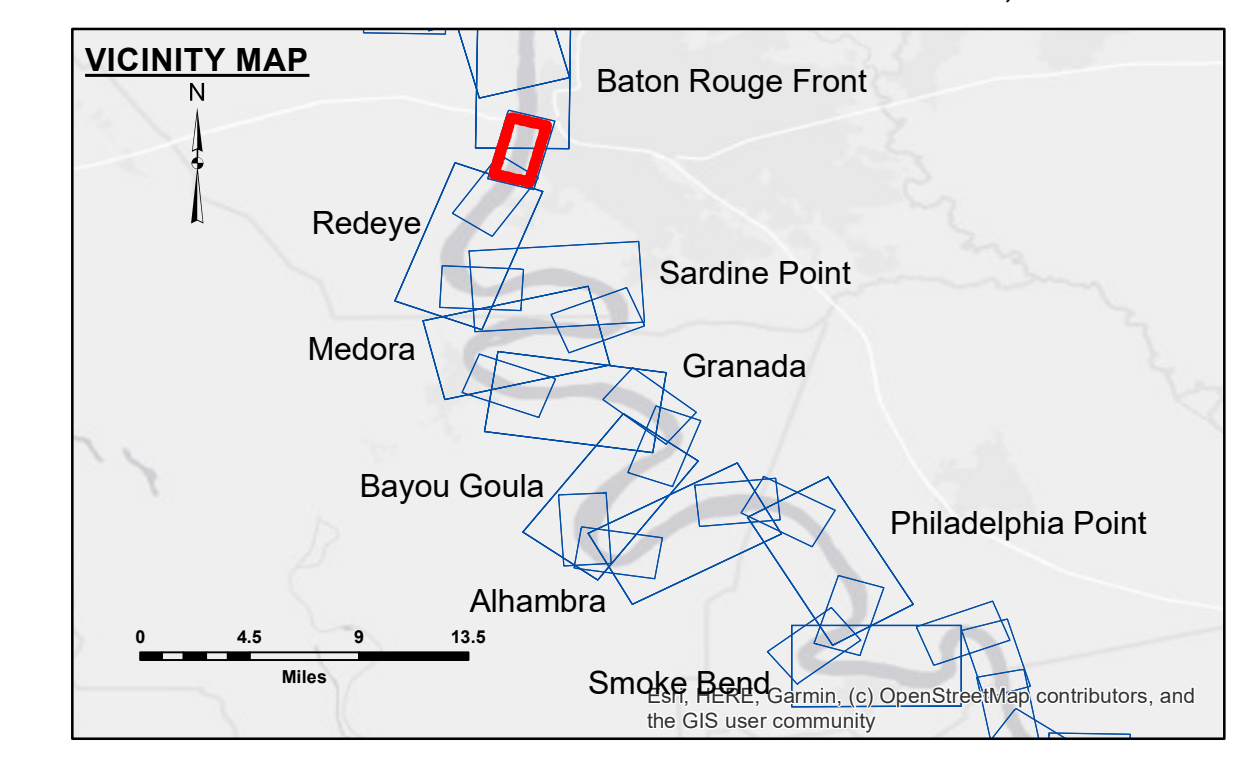 VICINITY MAP
N
Baton Rouge Front
Redeye
Sardine Point
Medora
Granada
Bayou Goula
Philadelphia Point
Alhambra
0 4.5 9 13.5
Miles
Smoke Bend
Esri, HERE, Garmin, (c) OpenStreetMap contributors, and
the GIS user community